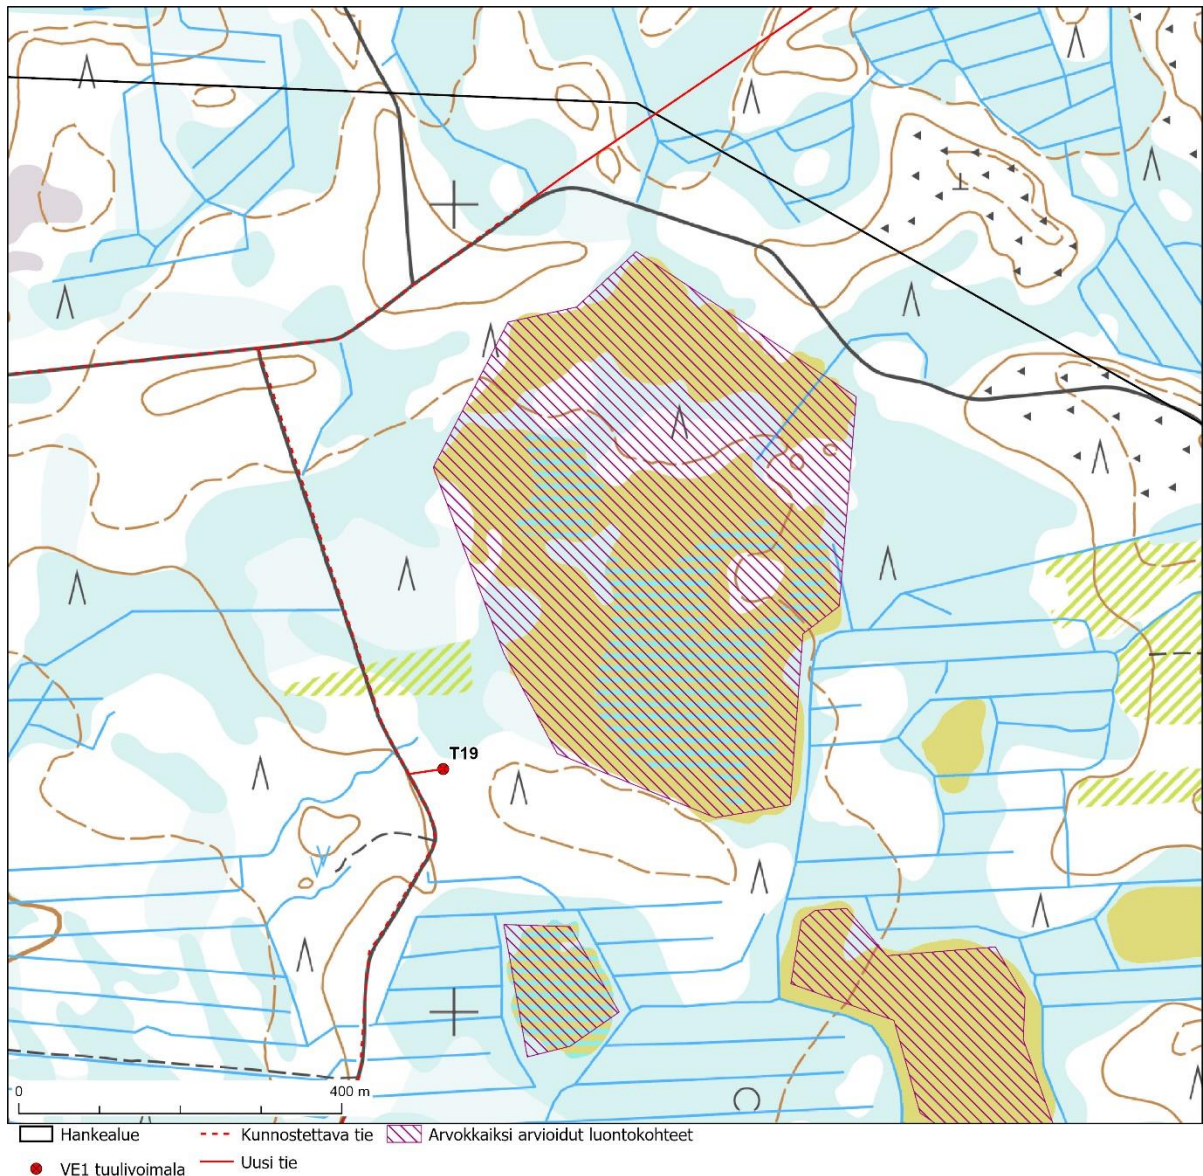 T19
0 400 m
Hankealue Kunnostettava tie Arvokkaiksi arvioidut luontokohteet
VE1 tuulivoimala Uusi tie